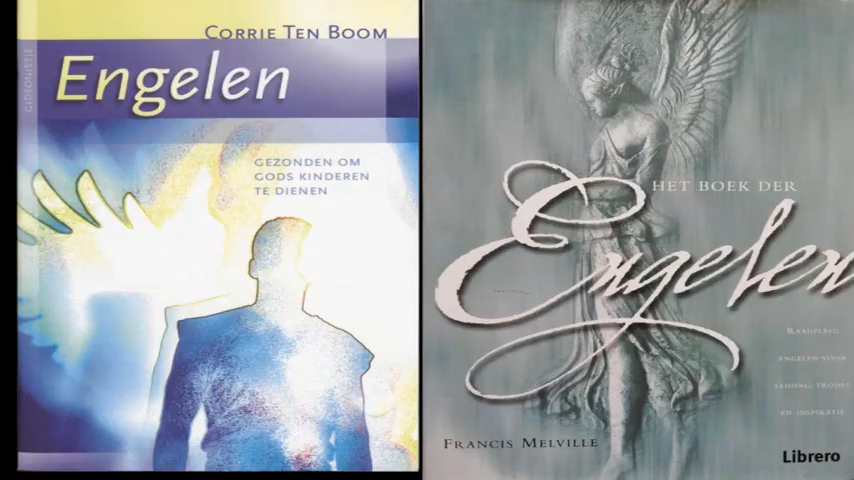 CORRIE TEN BOOM
Engelen
GIDEONIETJE
GEZONDEN OM
GODS KINDEREN
TE DIENEN
HET BOEK DER
Engelen
RAADPLEEG
ENGELEN VOOR
LEIDING, TROOST
EN INSPIRATIE
FRANCIS MELVILLE
Librero